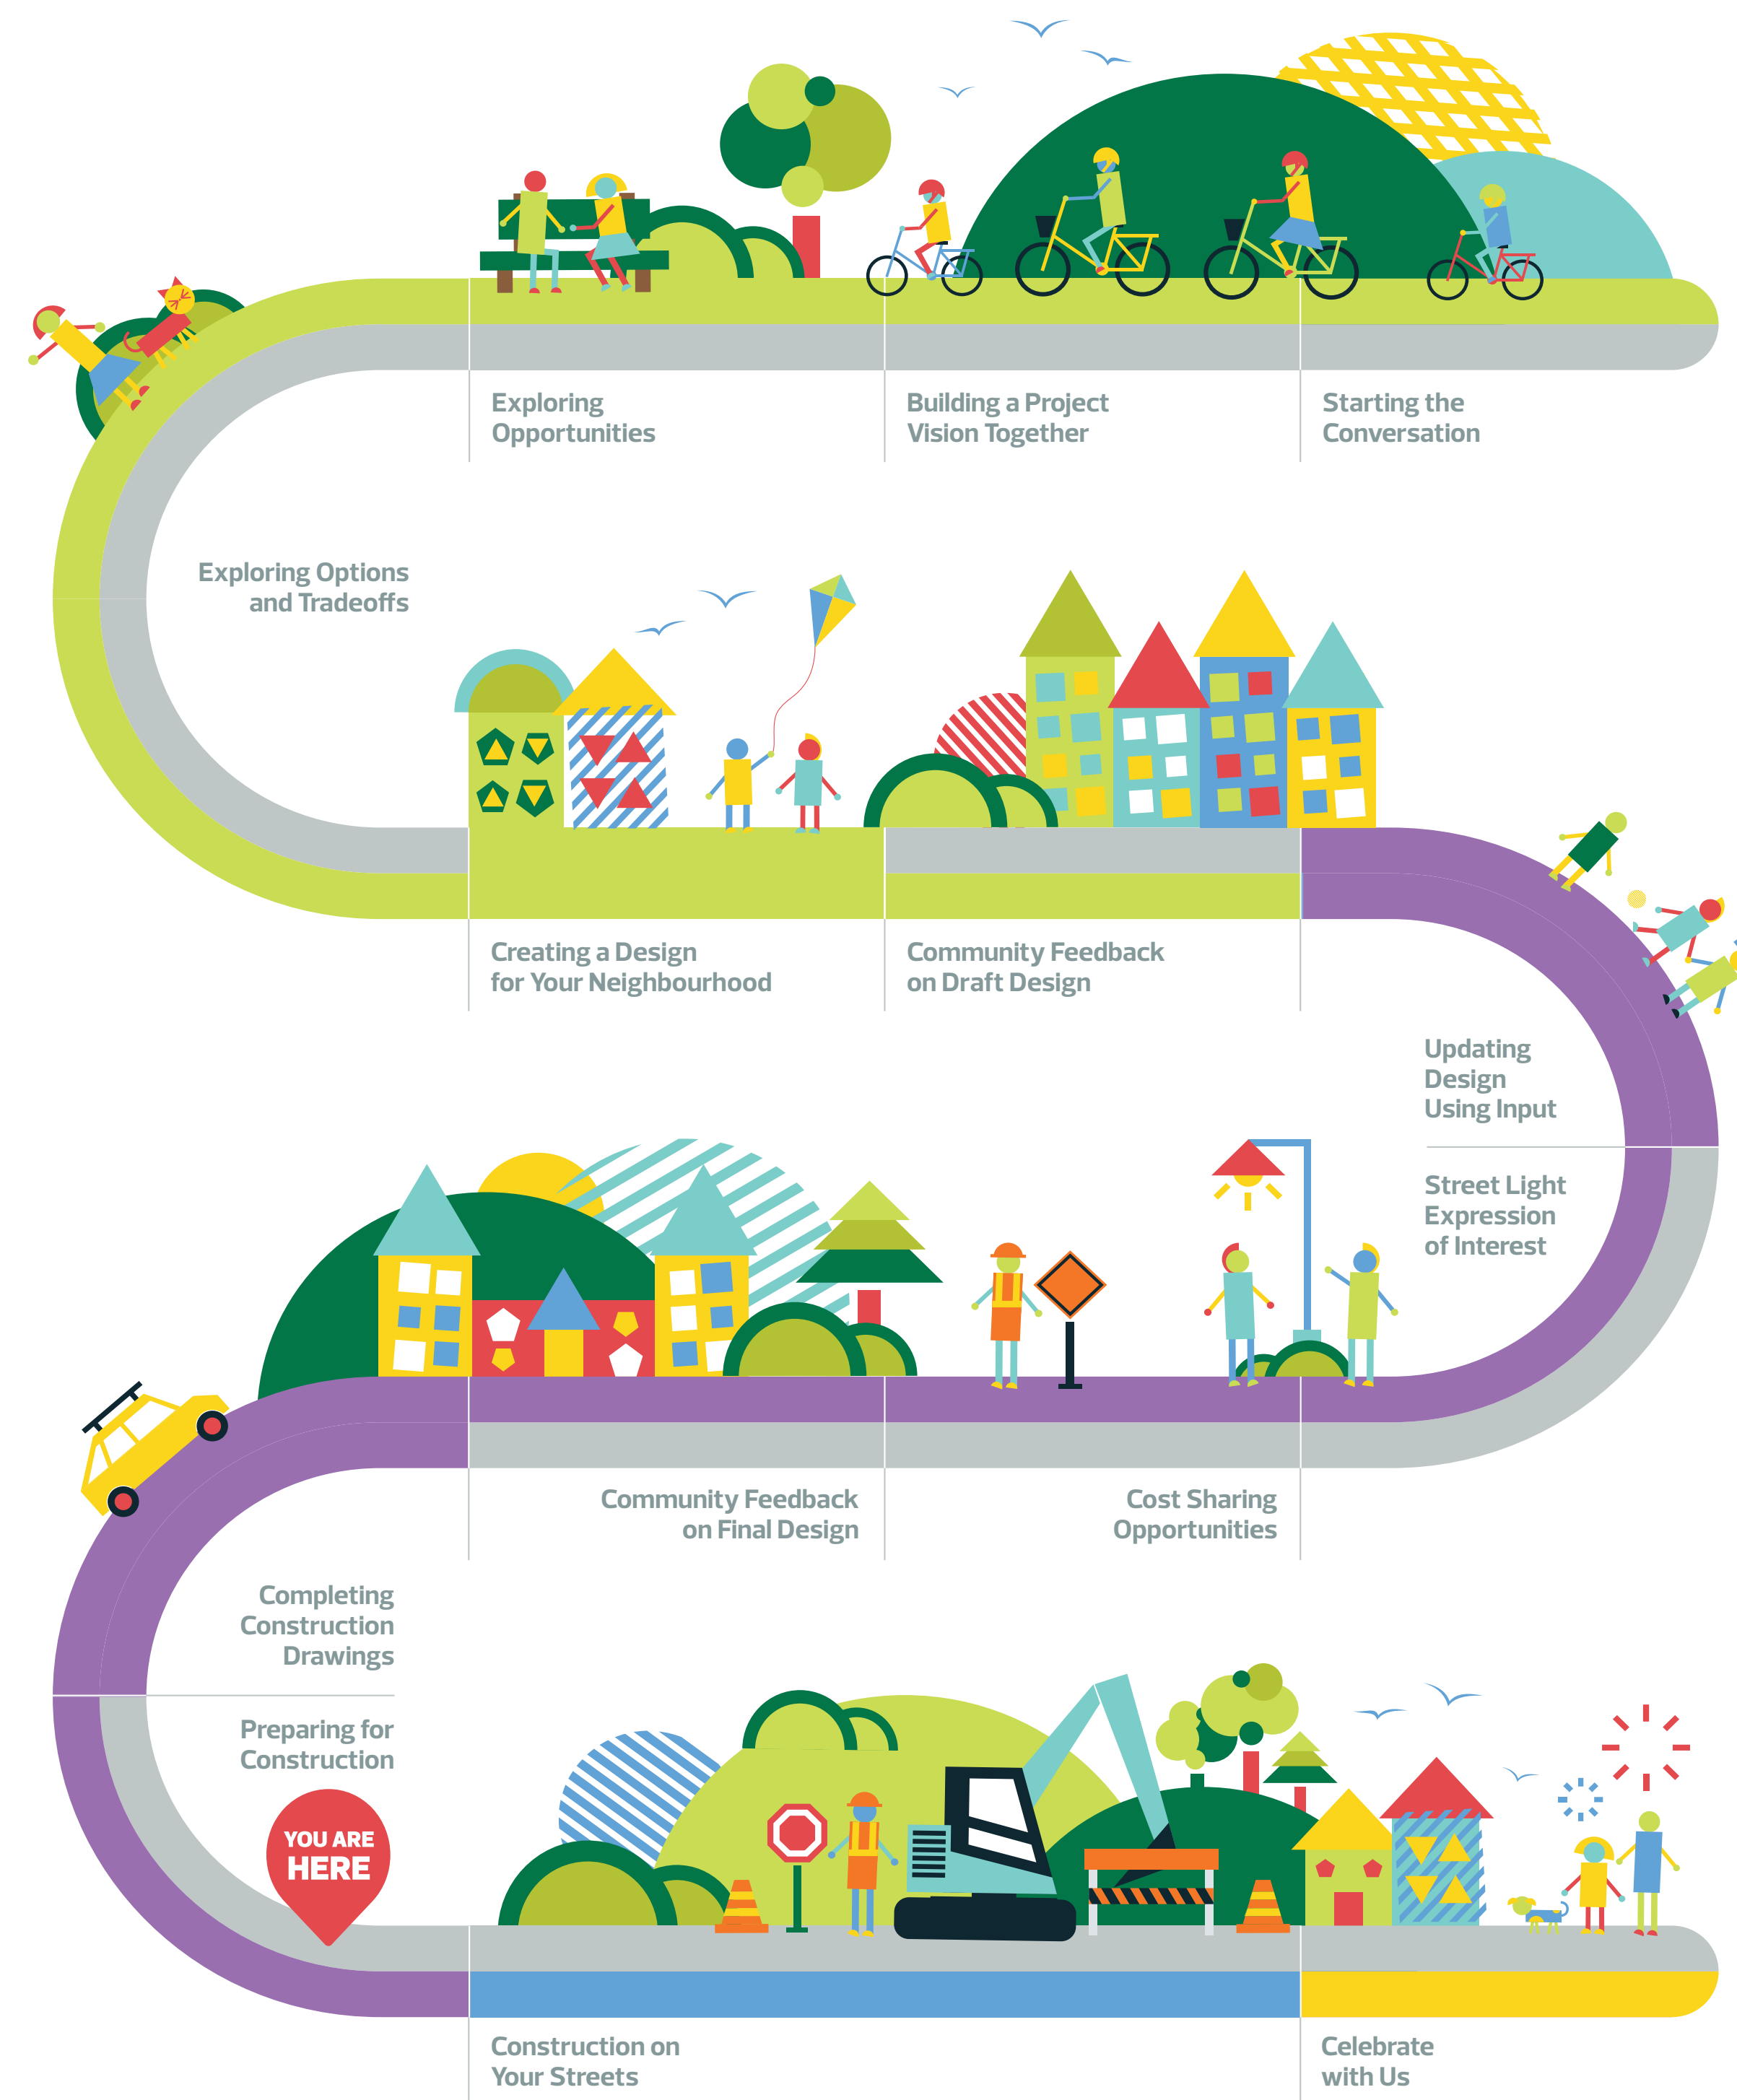 Exploring
Opportunities
Building a Project
Vision Together
Starting the
Conversation
Exploring Options
and Tradeoffs
Creating a Design
for Your Neighbourhood
Community Feedback
on Draft Design
Updating
Design
Using Input
Street Light
Expression
of Interest
Community Feedback
on Final Design
Cost Sharing
Opportunities
Completing
Construction
Drawings
Preparing for
Construction
YOU ARE
HERE
Construction on
Your Streets
Celebrate
with Us